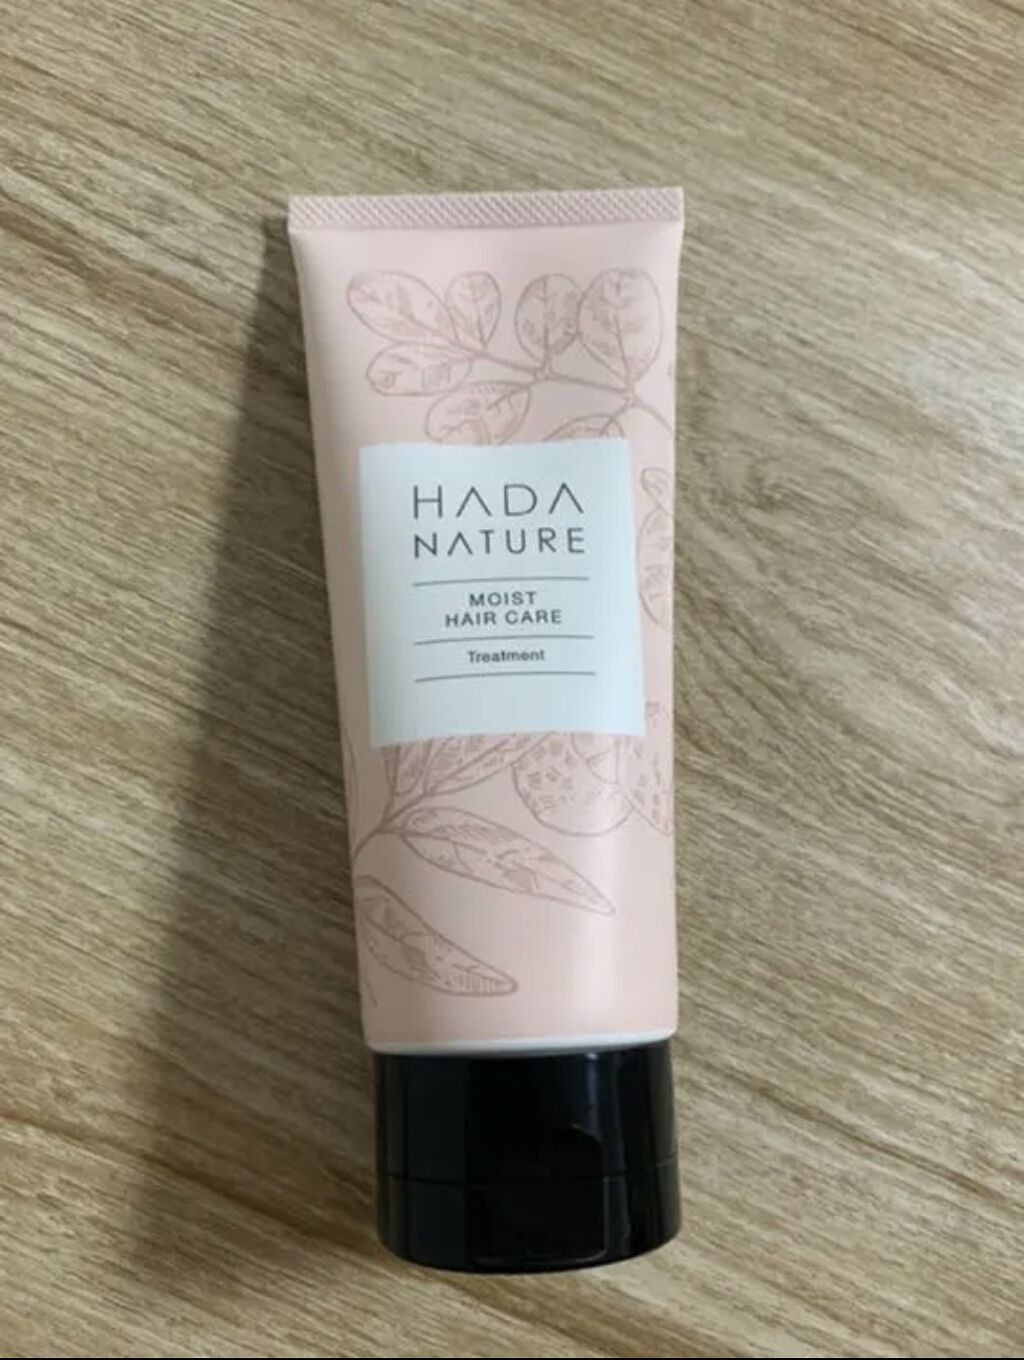 HADA
NATURE
MOIST
HAIR CARE
Treatment